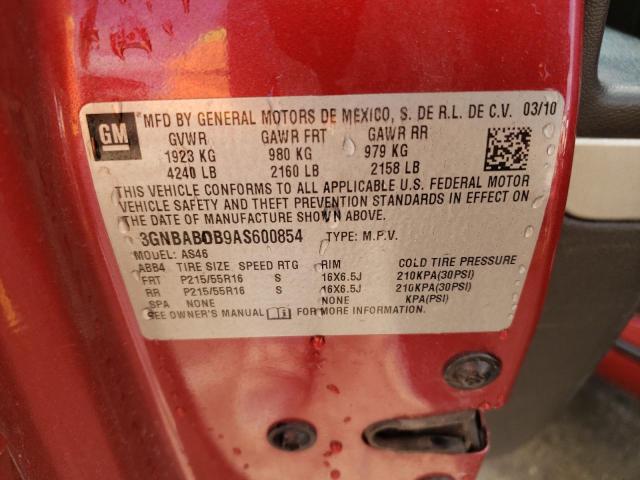 GM
MFD BY GENERAL MOTORS DE MEXICO, S. DE R.L. DE C.V. 03/10
GVWR GAWR FRT GAWR RR
1923 KG 980 KG 979 KG
4240 LB 2160 LB 2158 LB
THIS VEHICLE CONFORMS TO ALL APPLICABLE U.S. FEDERAL MOTOR
VEHICLE SAFETY AND THEFT PREVENTION STANDARDS IN EFFECT ON
THE DATE OF MANUFACTURE SHOWN ABOVE.
3GNBABDB9AS600854 TYPE: M.P.V.
MODEL: AS46
ABB4 TIRE SIZE SPEED RTG RIM COLD TIRE PRESSURE
FRT P215/55R16 S 16X6.5J 210KPA(30PSI)
RR P215/55R16 S 16X6.5J 210KPA(30PSI)
SPA NONE NONE KPA(PSI)
SEE OWNER'S MANUAL FOR MORE INFORMATION.